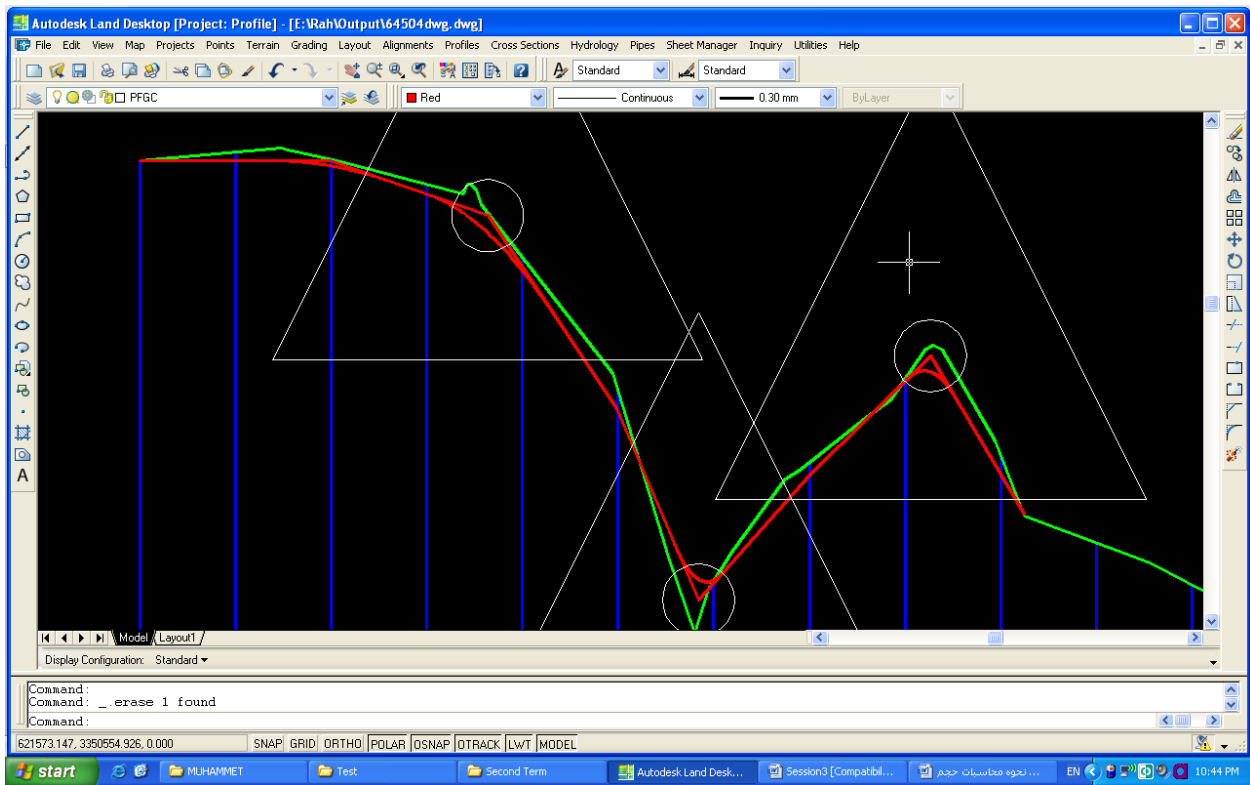 Autodesk Land Desktop [Project: Profile] - [E:\Rah\Output\64504dwg.dwg]
File Edit View Map Projects Points Terrain Grading Layout Alignments Profiles Cross Sections Hydrology Pipes Sheet Manager Inquiry Utilities Help
Standard Standard
PFGC Red Continuous 0.30 mm ByLayer
A
Model Layout1
Display Configuration: Standard
Command:
Command: _.erase 1 found
Command:
621573.147, 3350554.926, 0.000 SNAP GRID ORTHO POLAR OSNAP OTRACK LWT MODEL
start MUHAMMET Test Second Term Autodesk Land Desk... Session3 [Compatibil... نحوه محاسبات حجم ... EN 10:44 PM